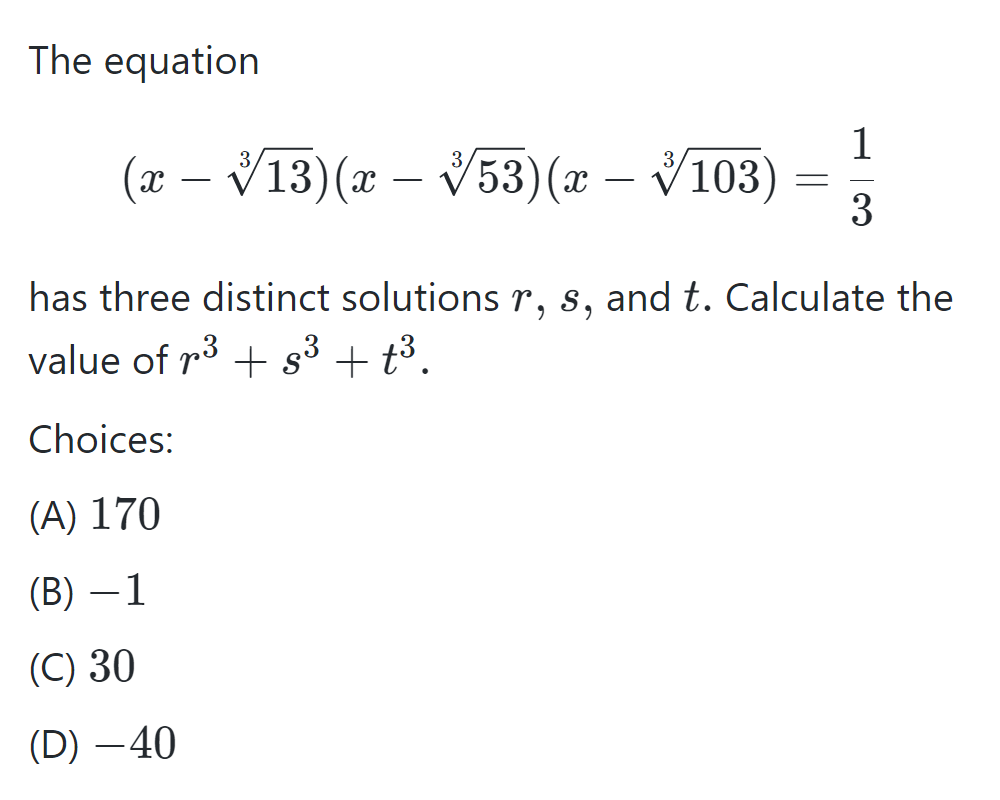 The equation
(x − ∛13)(x − ∛53)(x − ∛103) = 1/3
has three distinct solutions r, s, and t. Calculate the
value of r³ + s³ + t³.
Choices:
(A) 170
(B) −1
(C) 30
(D) −40